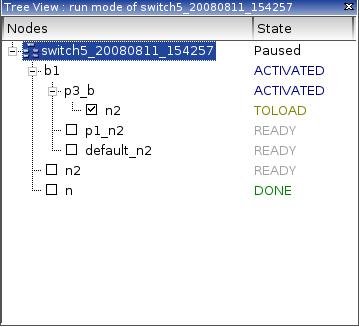 Tree View : run mode of switch5_20080811_154257
Nodes State
switch5_20080811_154257 Paused
b1 ACTIVATED
p3_b ACTIVATED
n2 TOLOAD
p1_n2 READY
default_n2 READY
n2 READY
n DONE